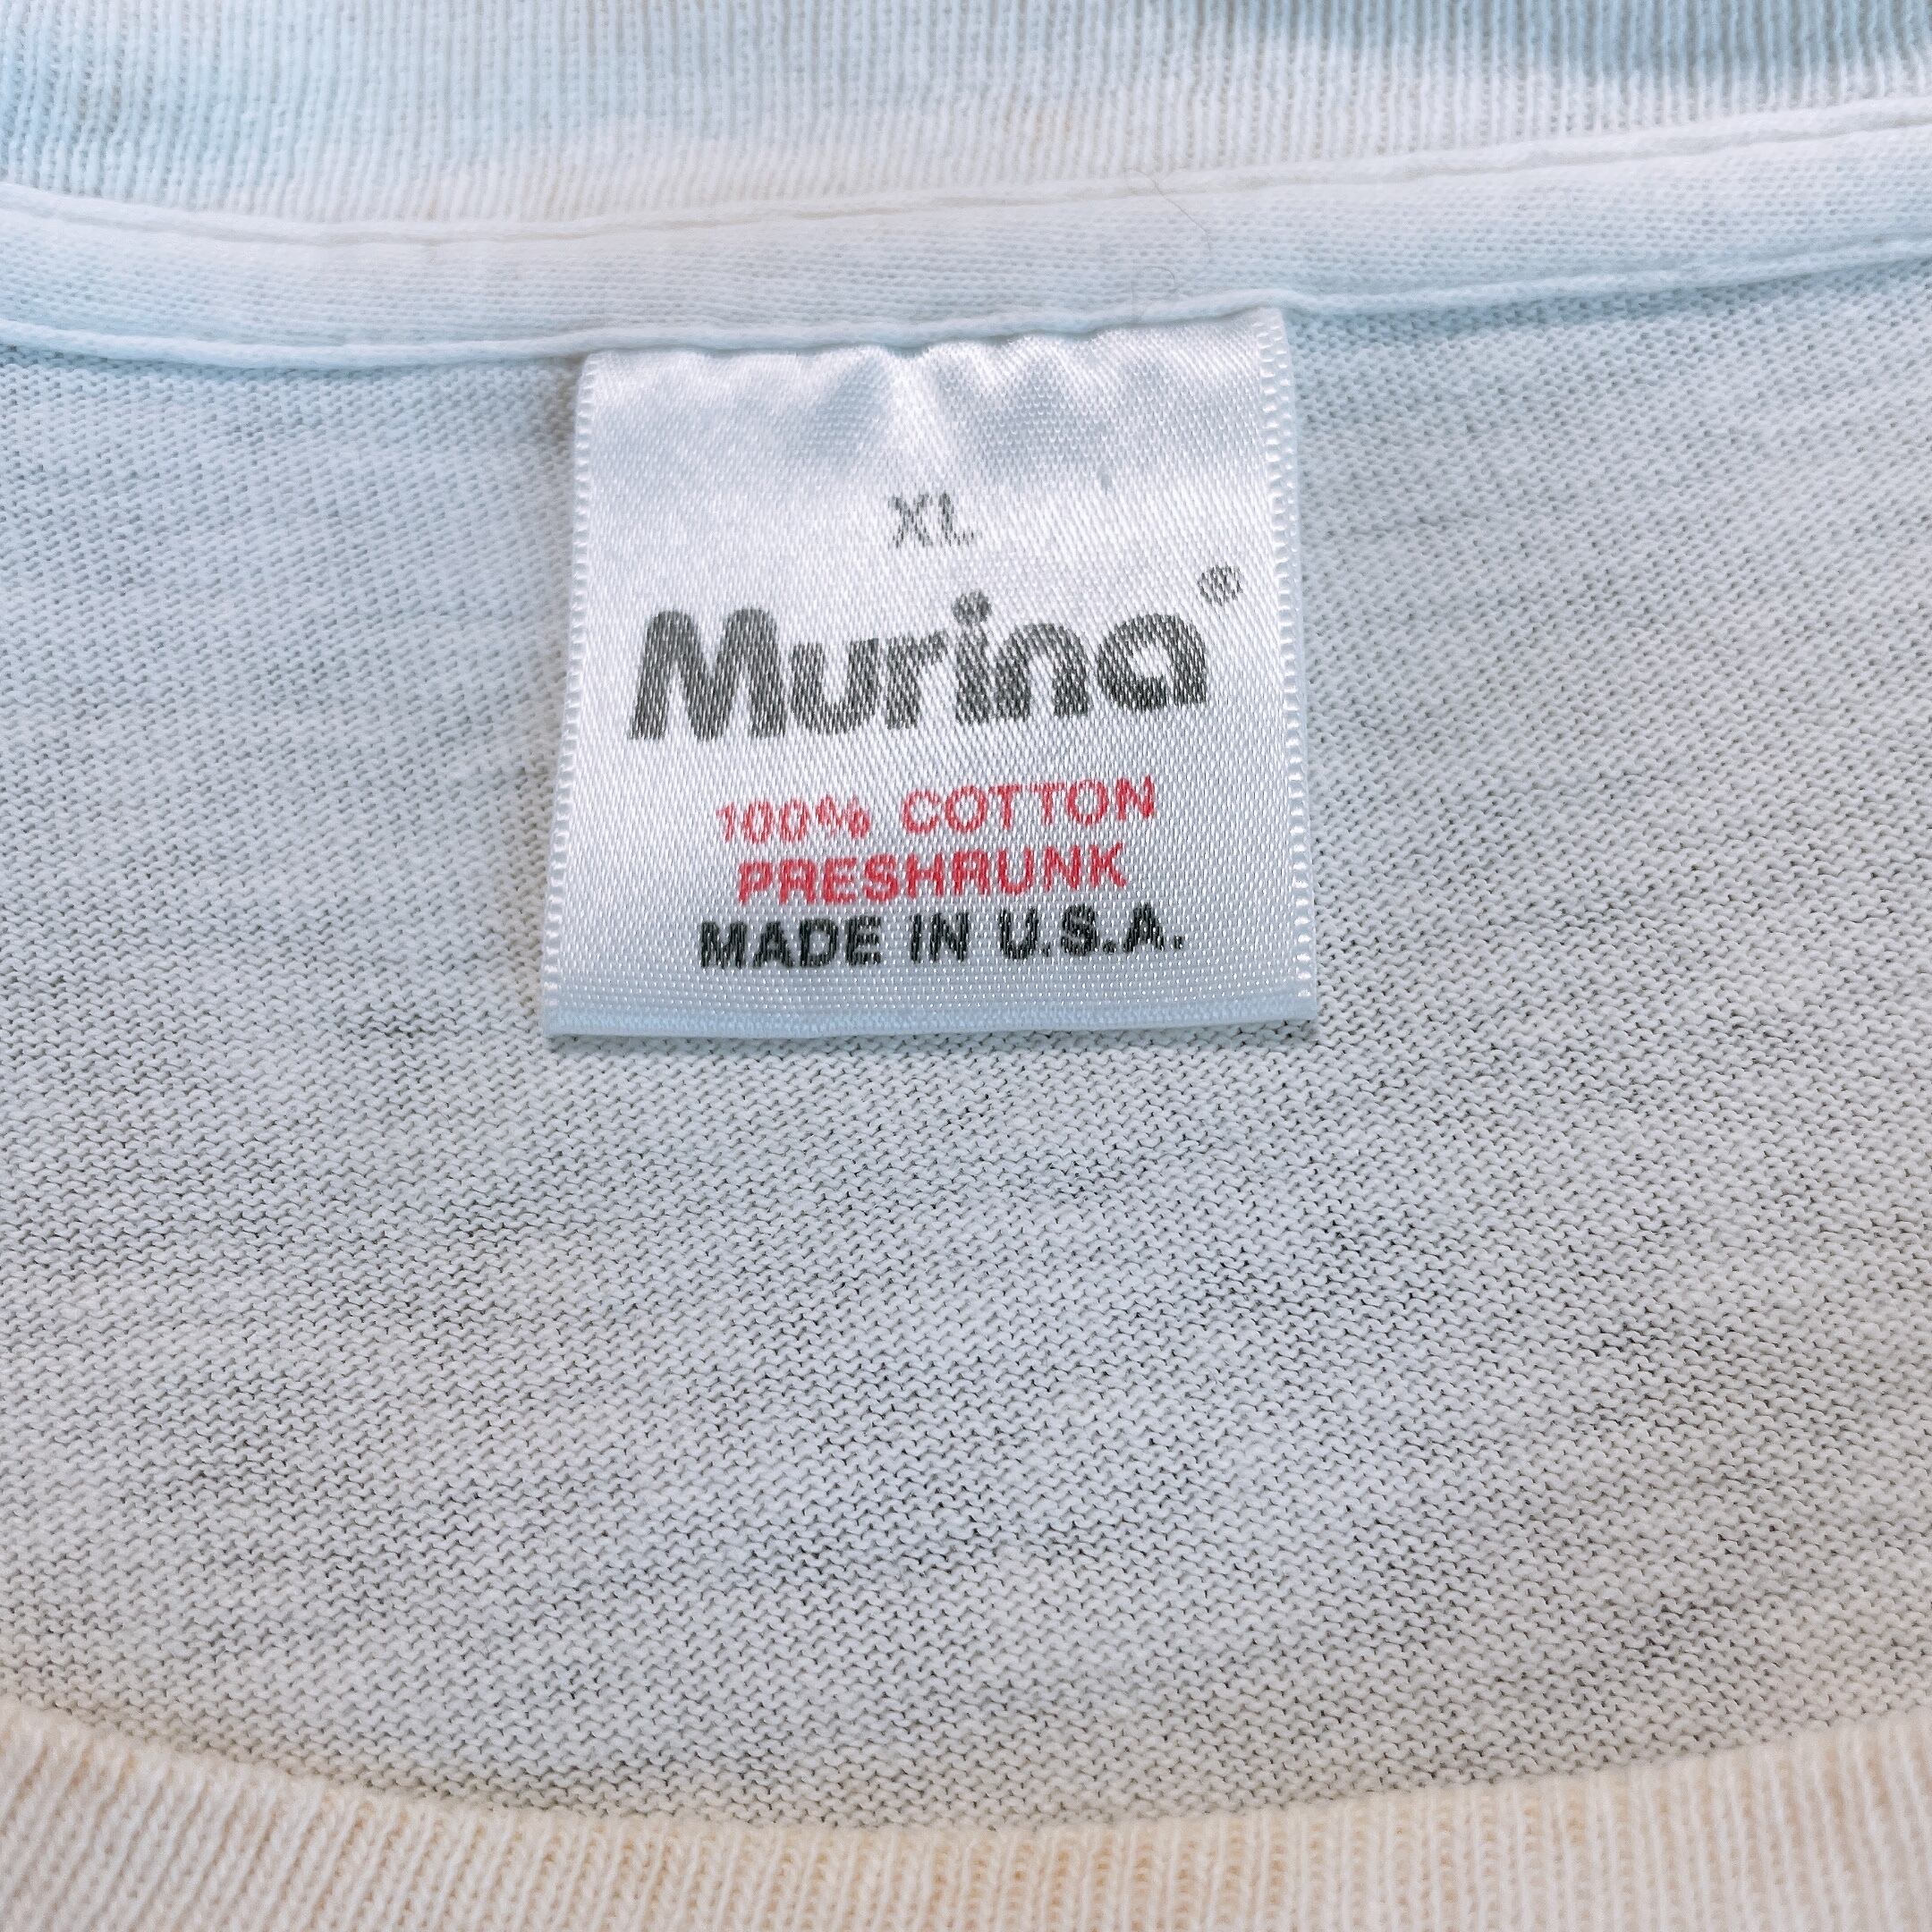 XL
Murina®
100% COTTON
PRESHRUNK
MADE IN U.S.A.